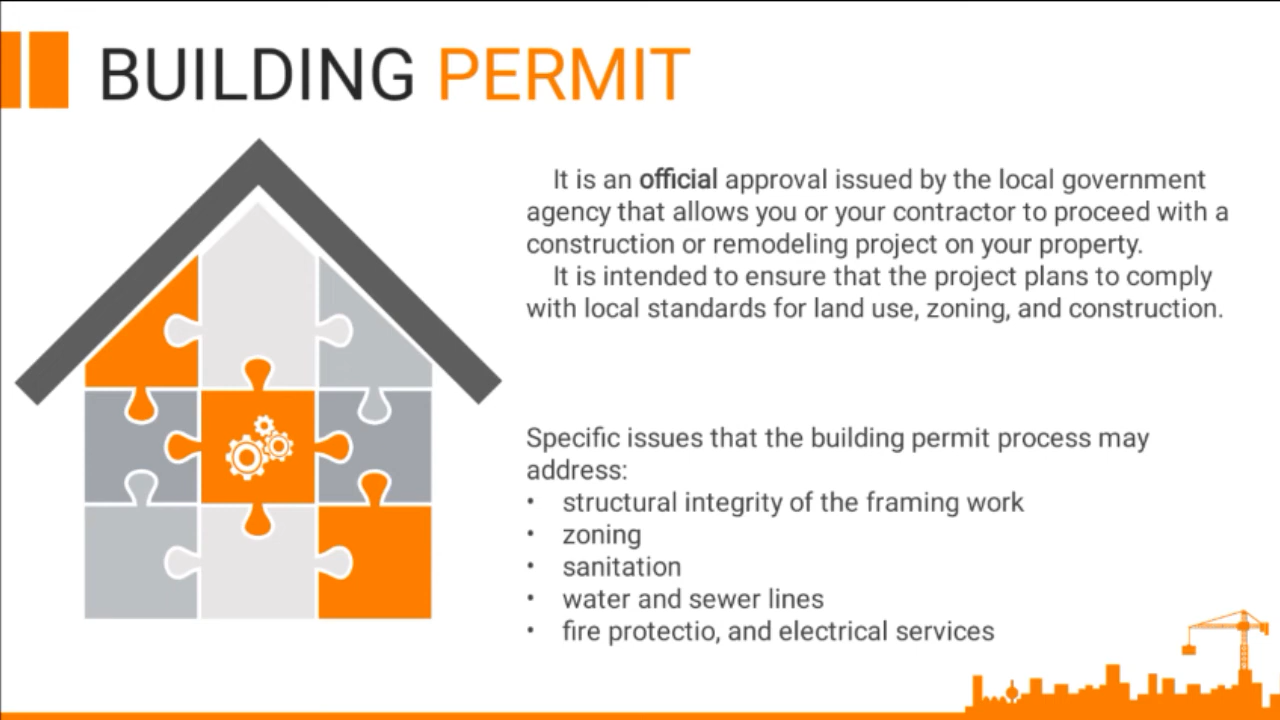 BUILDING PERMIT
It is an official approval issued by the local government
agency that allows you or your contractor to proceed with a
construction or remodeling project on your property.
It is intended to ensure that the project plans to comply
with local standards for land use, zoning, and construction.
Specific issues that the building permit process may
address:
• structural integrity of the framing work
• zoning
• sanitation
• water and sewer lines
• fire protectio, and electrical services